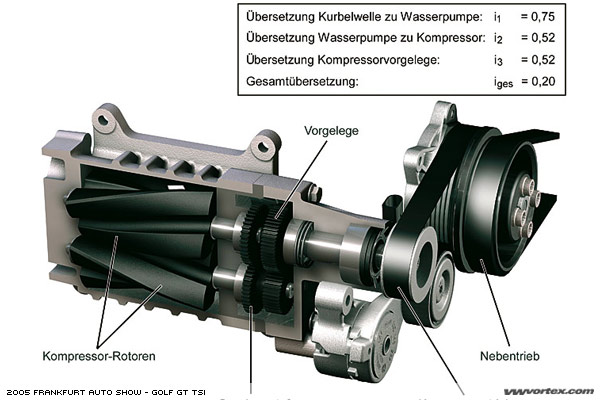 Übersetzung Kurbelwelle zu Wasserpumpe: i1 = 0,75
Übersetzung Wasserpumpe zu Kompressor: i2 = 0,52
Übersetzung Kompressorvorgelege: i3 = 0,52
Gesamtübersetzung: iges = 0,20
Vorgelege
Kompressor-Rotoren
Nebentrieb
2005 FRANKFURT AUTO SHOW - GOLF GT TSI
vwvortex.com